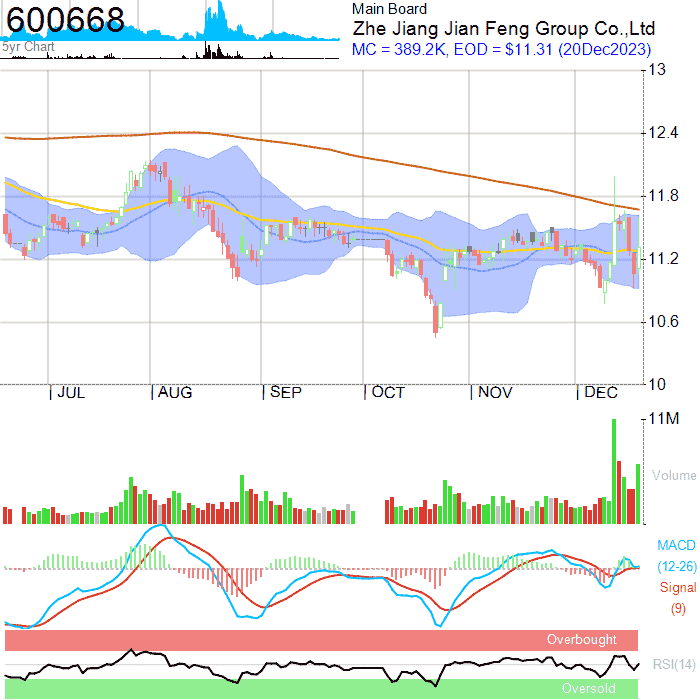 600668
5yr Chart
Main Board
Zhe Jiang Jian Feng Group Co.,Ltd
MC = 389.2K, EOD = $11.31 (20Dec2023)
13
12.4
11.8
11.2
10.6
10
JUL AUG SEP OCT NOV DEC
11M
Volume
MACD
(12-26)
Signal
(9)
Overbought
RSI(14)
Oversold